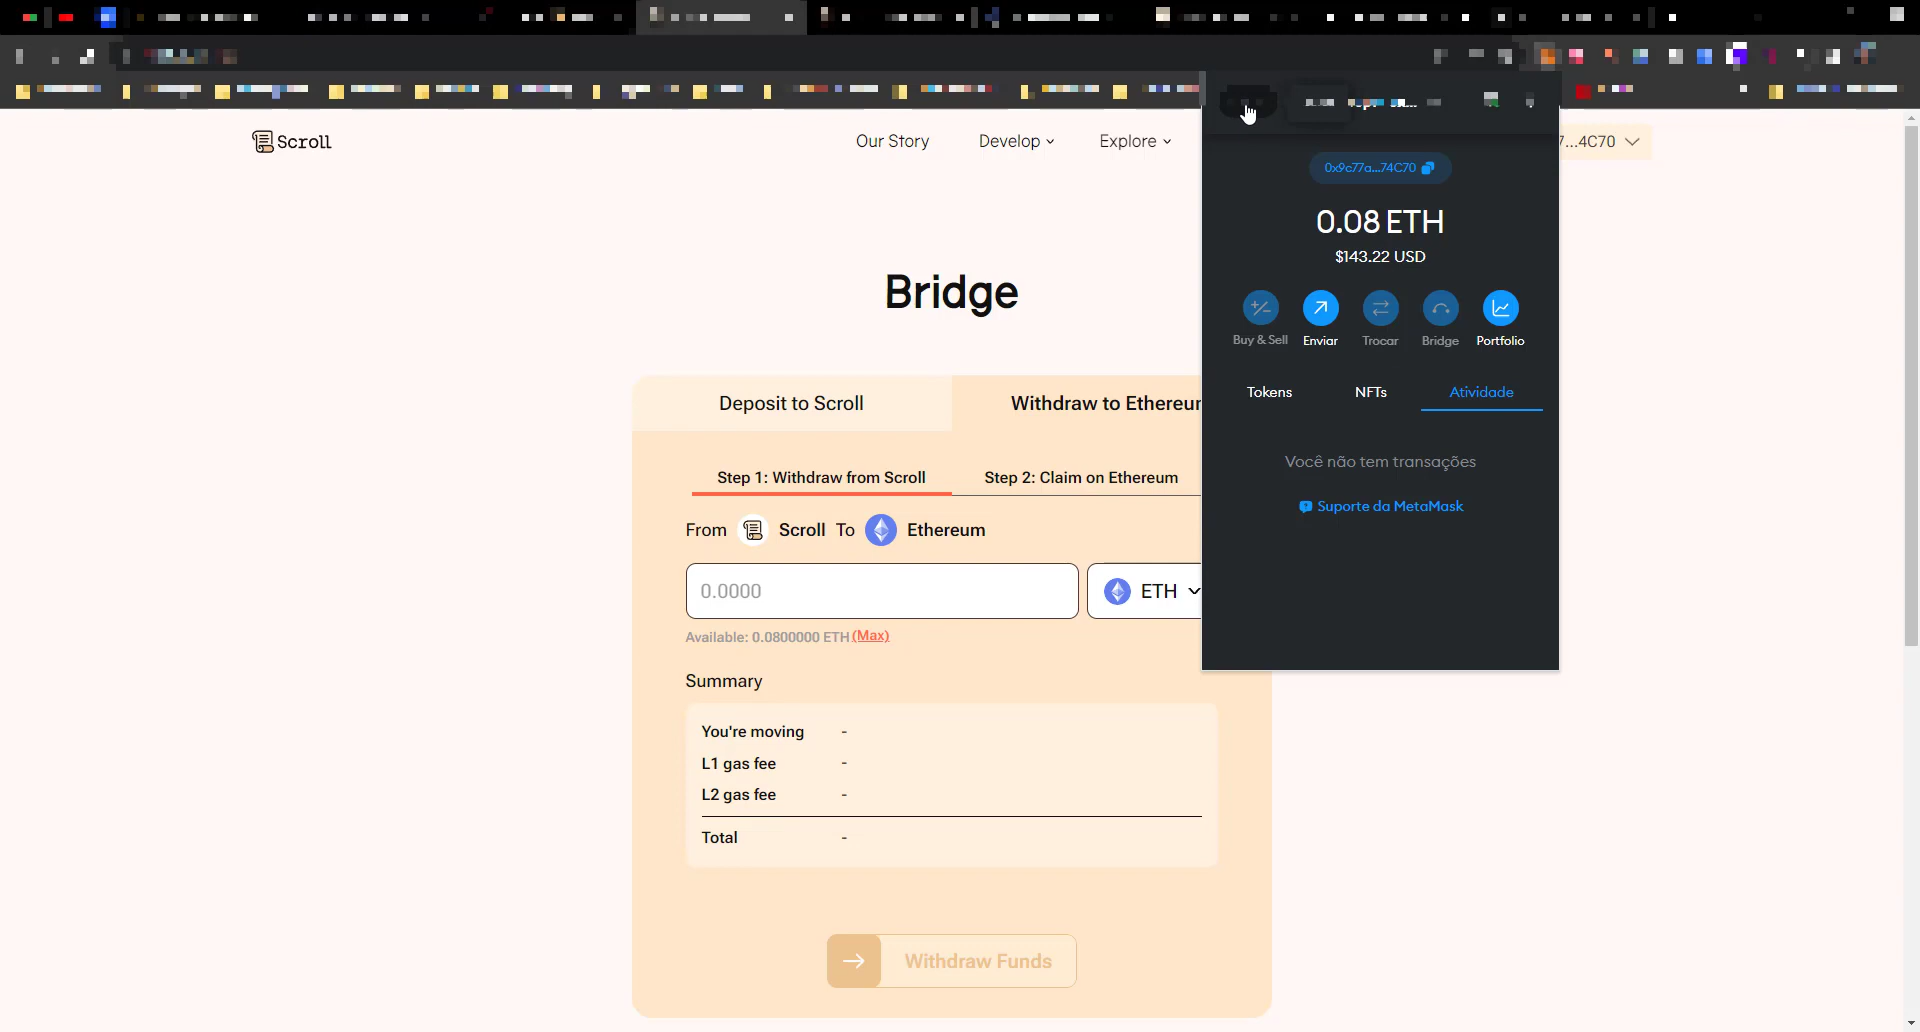 Scroll
Our Story
Develop
Explore
7...4C70
0x9c77a...74C70
0.08 ETH
$143.22 USD
Buy & Sell
Enviar
Trocar
Bridge
Portfolio
Tokens
NFTs
Atividade
Você não tem transações
Suporte da MetaMask
Bridge
Deposit to Scroll
Withdraw to Ethereu
Step 1: Withdraw from Scroll
Step 2: Claim on Ethereum
From Scroll To Ethereum
0.0000
ETH
Available: 0.0800000 ETH (Max)
Summary
You're moving -
L1 gas fee -
L2 gas fee -
Total -
Withdraw Funds